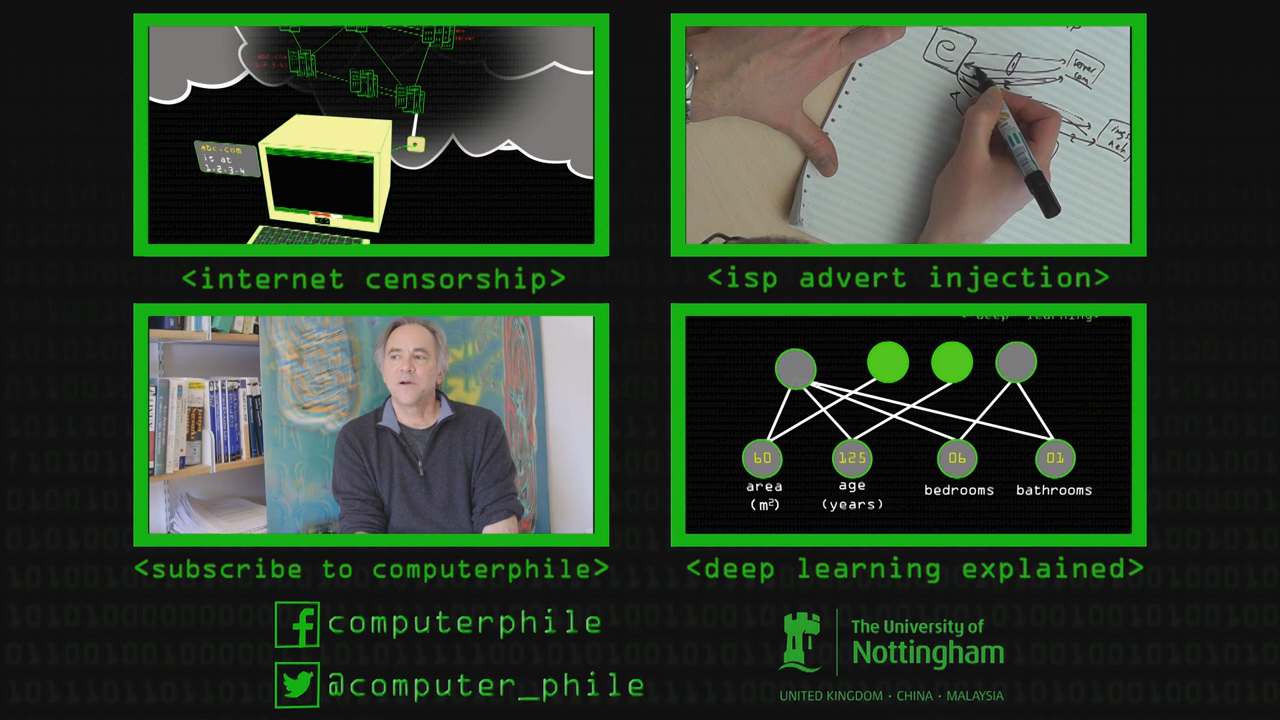 abc.com
is at
1-2-3-4
<internet censorship>
<isp advert injection>
<subscribe to computerphile>
<deep learning>
60
125
06
01
area
(m²)
age
(years)
bedrooms
bathrooms
<deep learning explained>
computerphile
@computer_phile
The University of
Nottingham
UNITED KINGDOM • CHINA • MALAYSIA